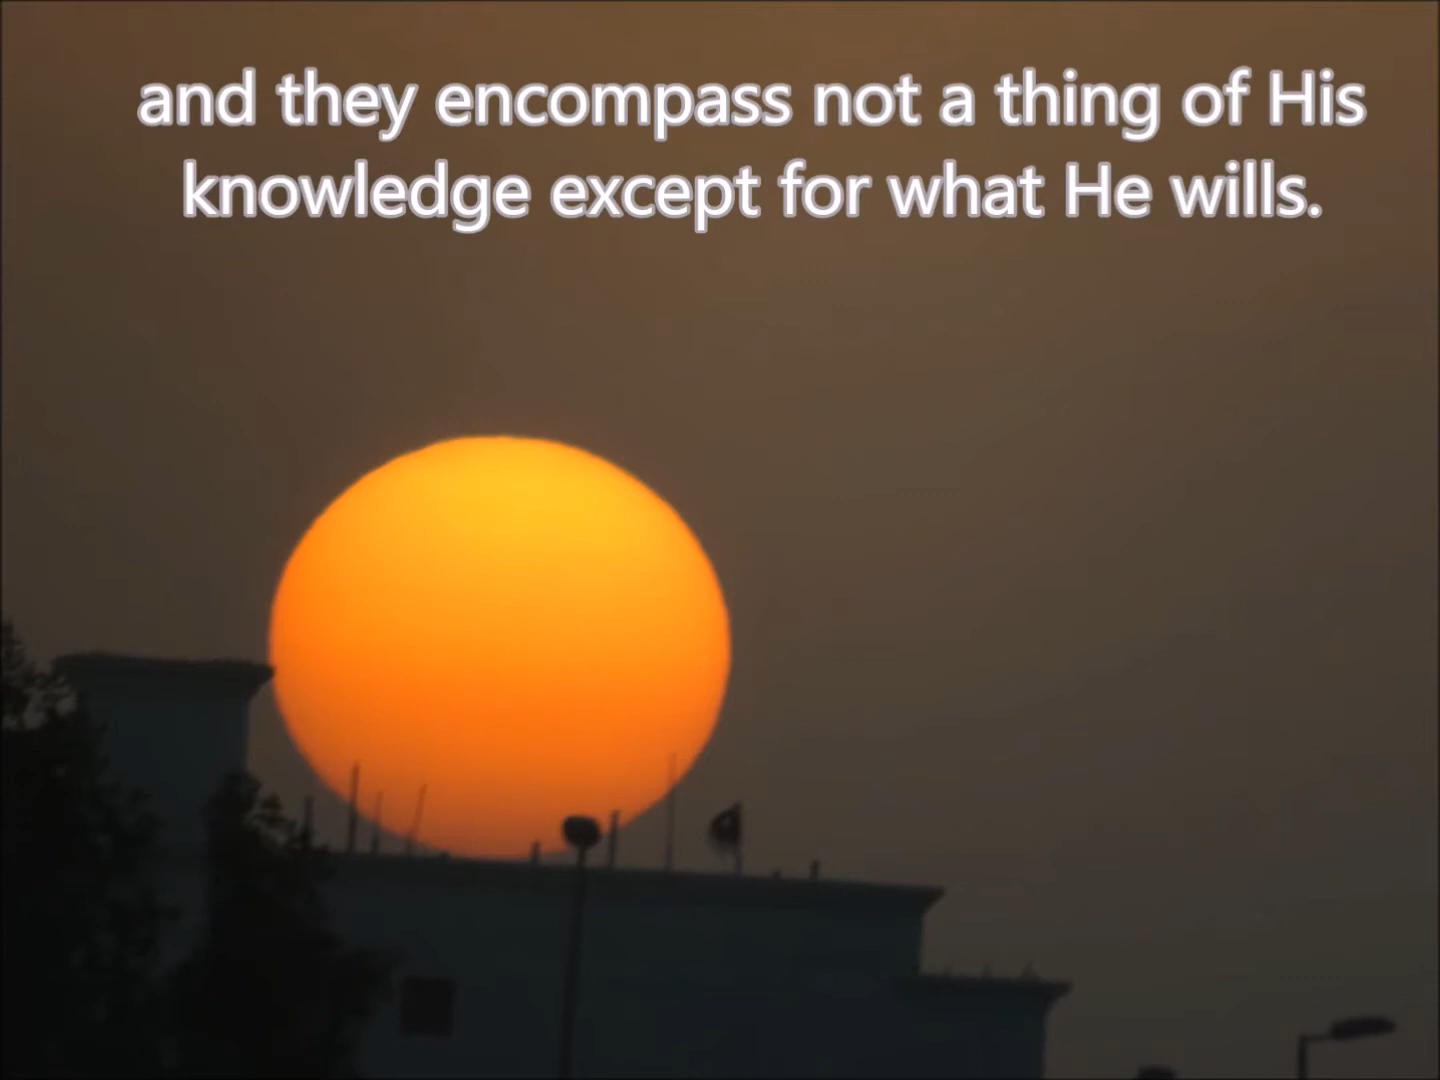 and they encompass not a thing of His
knowledge except for what He wills.